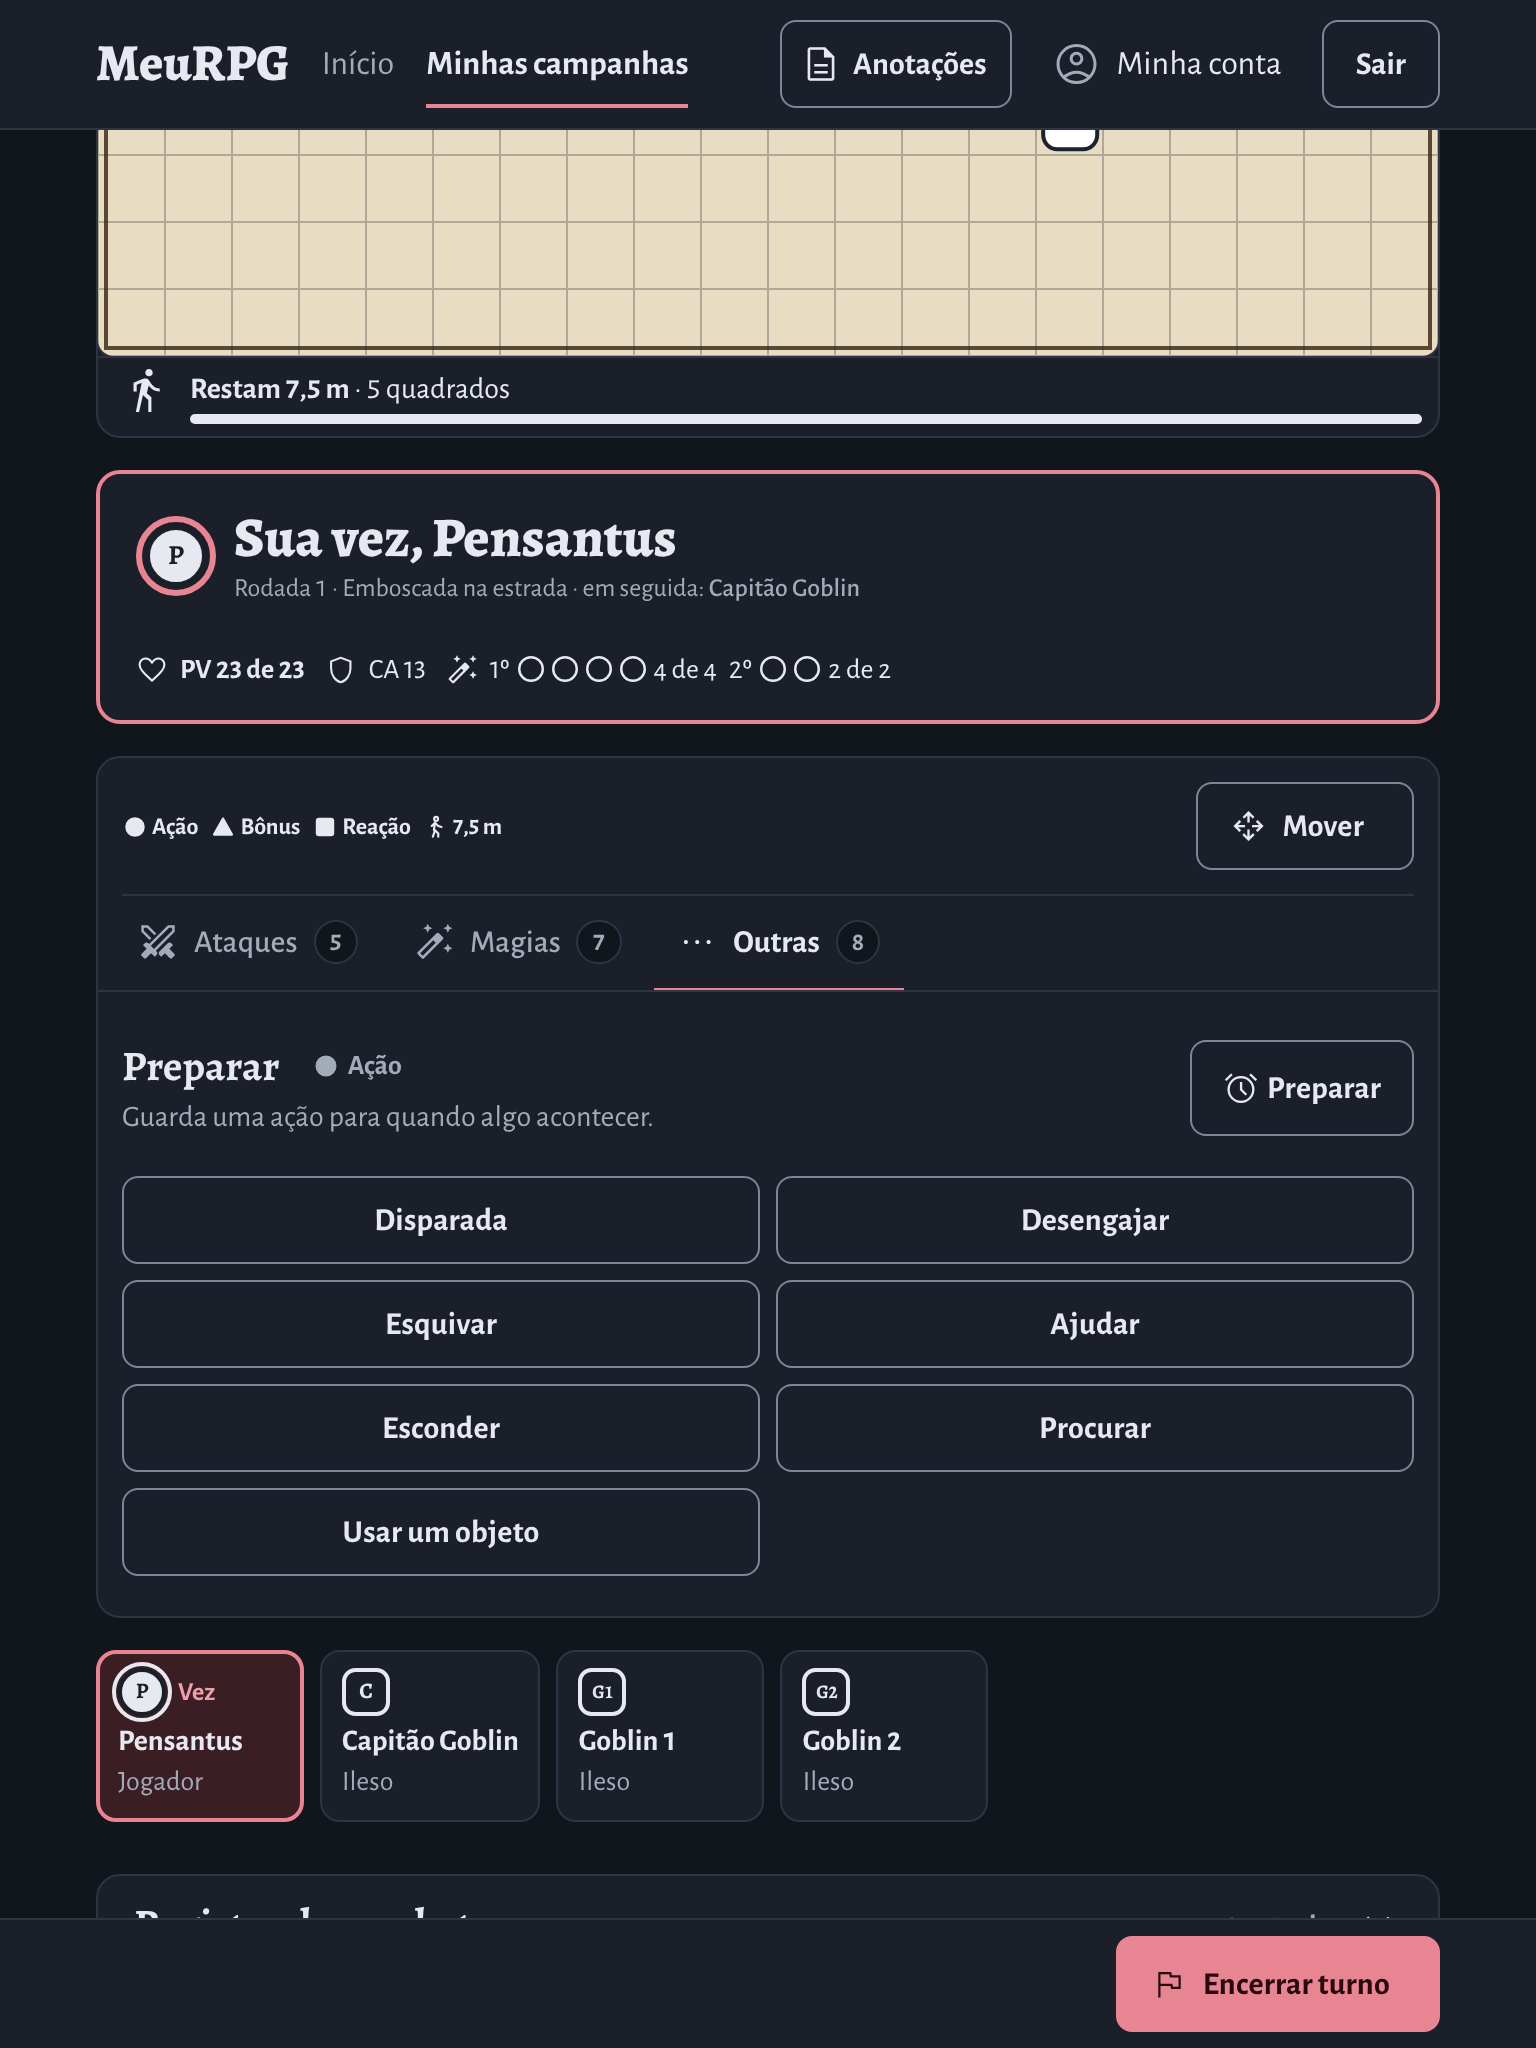 MeuRPG Início Minhas campanhas Anotações Minha conta Sair
Restam 7,5 m · 5 quadrados
P
Sua vez, Pensantus
Rodada 1 · Emboscada na estrada · em seguida: Capitão Goblin
PV 23 de 23 CA 13 1º 4 de 4 2º 2 de 2
Ação Bônus Reação 7,5 m Mover
Ataques 5 Magias 7 Outras 8
Preparar Ação
Guarda uma ação para quando algo acontecer.
Preparar
Disparada Desengajar
Esquivar Ajudar
Esconder Procurar
Usar um objeto
P Vez
Pensantus
Jogador
C
Capitão Goblin
Ileso
G1
Goblin 1
Ileso
G2
Goblin 2
Ileso
Encerrar turno